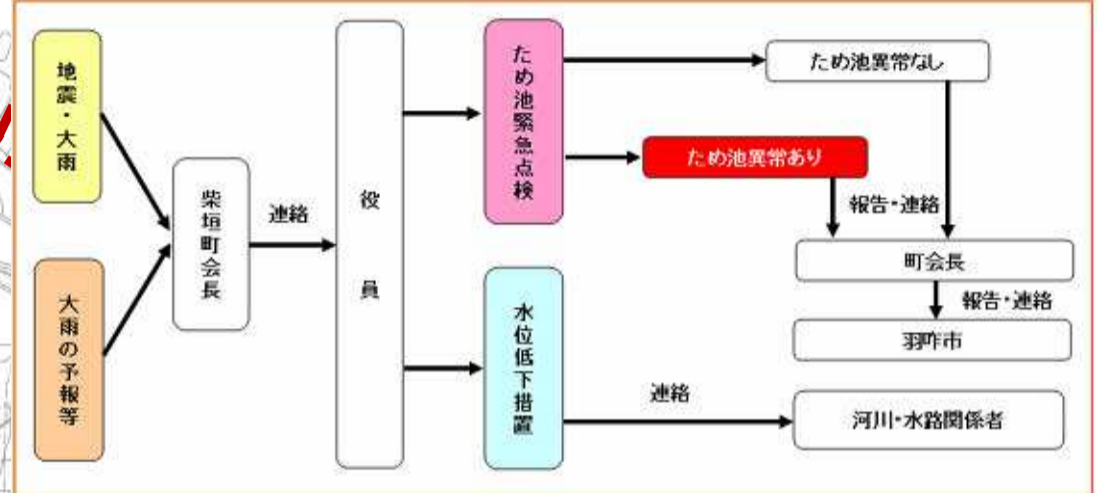 地震・大雨
大雨の予報等
柴垣町会長
連絡
役員
ため池緊急点検
水位低下措置
ため池異常なし
ため池異常あり
報告・連絡
町会長
報告・連絡
羽咋市
連絡
河川・水路関係者